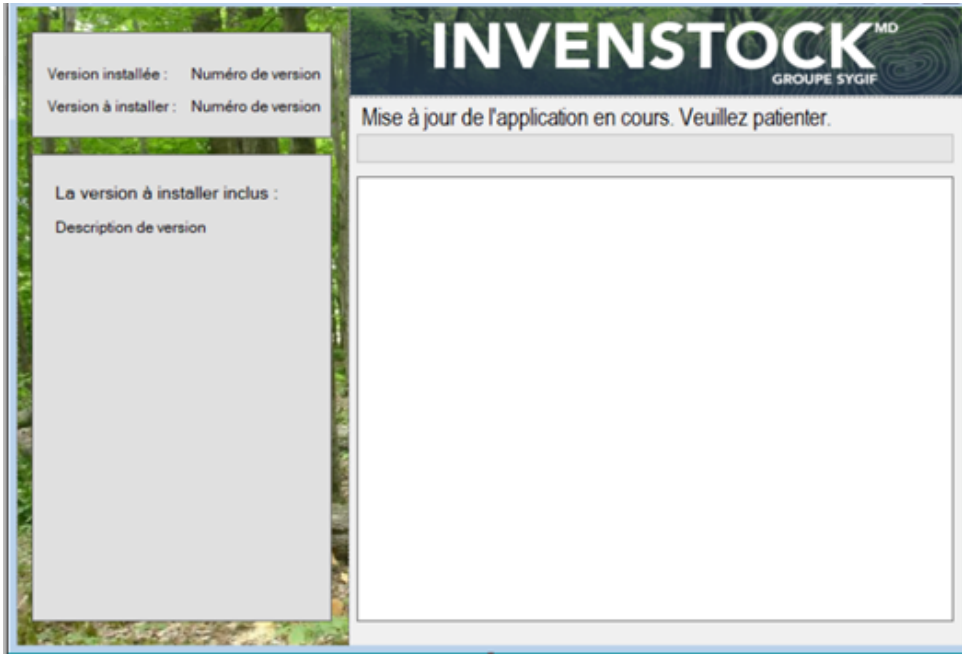 Version installée : Numéro de version
Version à installer : Numéro de version
La version à installer inclus :
Description de version
INVENSTOCK MD
GROUPE SYGIF
Mise à jour de l'application en cours. Veuillez patienter.